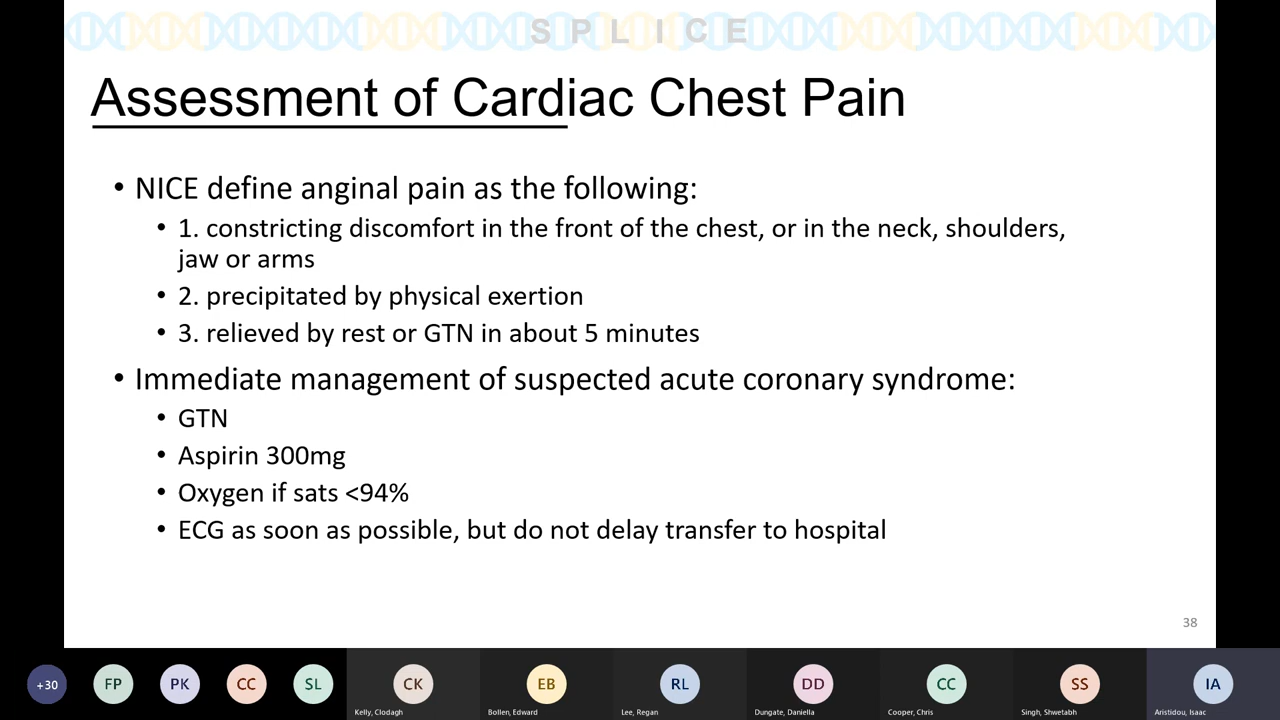 SPLICE
Assessment of Cardiac Chest Pain
• NICE define anginal pain as the following:
• 1. constricting discomfort in the front of the chest, or in the neck, shoulders,
jaw or arms
• 2. precipitated by physical exertion
• 3. relieved by rest or GTN in about 5 minutes
• Immediate management of suspected acute coronary syndrome:
• GTN
• Aspirin 300mg
• Oxygen if sats <94%
• ECG as soon as possible, but do not delay transfer to hospital
38
+30 FP PK CC SL CK EB RL DD CC SS IA
Kelly, Clodagh Bollen, Edward Lee, Regan Dungate, Daniella Cooper, Chris Singh, Shwetabh Aristidou, Isaac